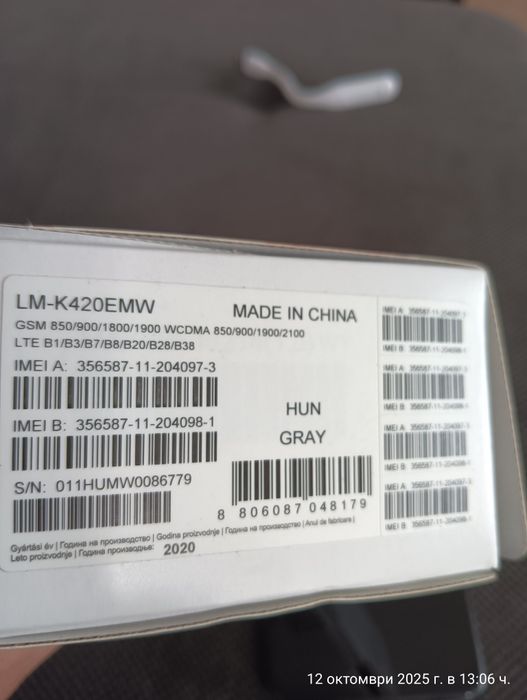 LM-K420EMW
MADE IN CHINA
GSM 850/900/1800/1900 WCDMA 850/900/1900/2100
LTE B1/B3/B7/B8/B20/B28/B38
IMEI A: 356587-11-204097-3
IMEI B: 356587-11-204098-1
HUN
GRAY
S/N: 011HUMW0086779
8 806087 048179
Gyártási év | Година на производство | Godina proizvodnje | Година на производство | Anul de fabricare |
Leto proizvodnje | Година производње: 2020
IMEI A: 356587-11-204097-3
IMEI B: 356587-11-204098-1
IMEI A: 356587-11-204097-3
IMEI B: 356587-11-204098-1
IMEI A: 356587-11-204097-3
IMEI B: 356587-11-204098-1
IMEI A: 356587-11-204097-3
IMEI B: 356587-11-204098-1
12 октомври 2025 г. в 13:06 ч.